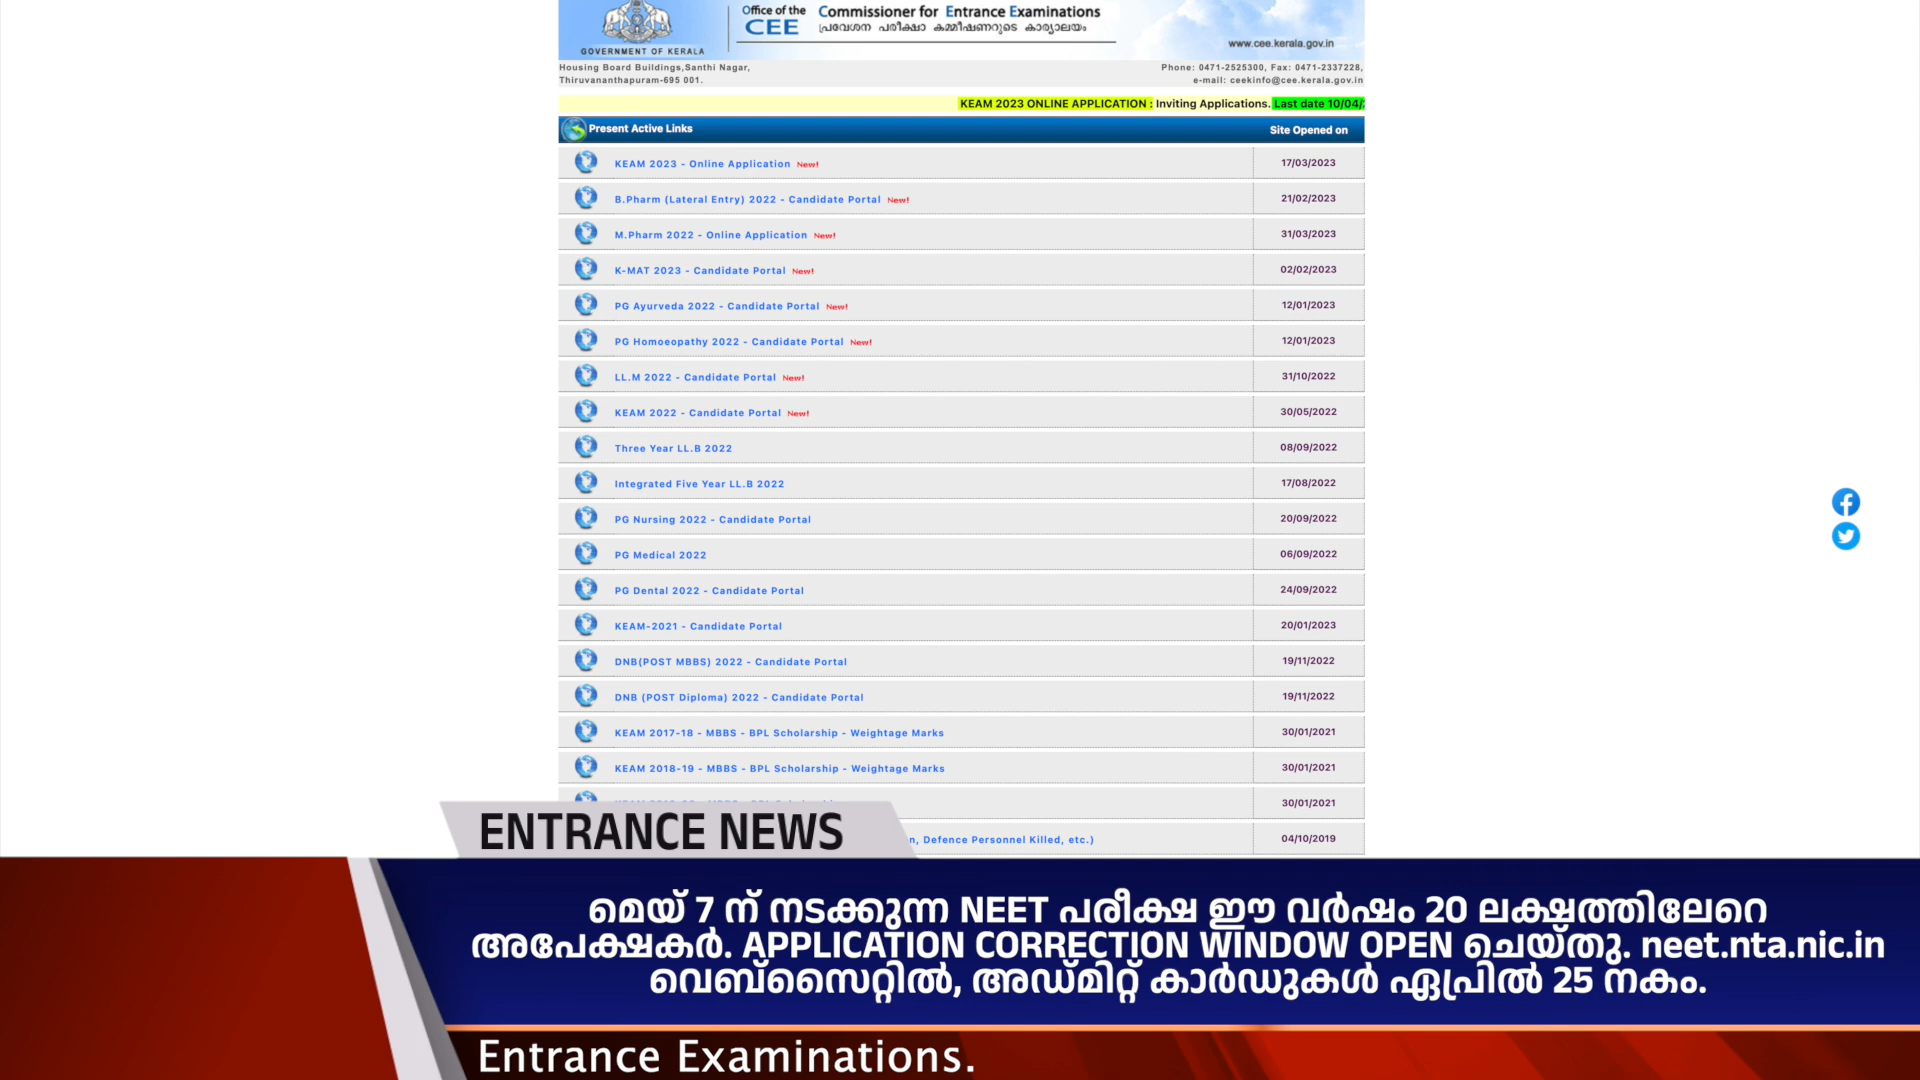 Office of the
CEE
Commissioner for Entrance Examinations
പ്രവേശന പരീക്ഷാ കമ്മീഷണറുടെ കാര്യാലയം
GOVERNMENT OF KERALA
www.cee.kerala.gov.in
Housing Board Buildings,Santhi Nagar,
Thiruvananthapuram-695 001.
Phone: 0471-2525300, Fax: 0471-2337228,
e-mail: ceekinfo@cee.kerala.gov.in
KEAM 2023 ONLINE APPLICATION : Inviting Applications. Last date 10/04/
Present Active Links Site Opened on
KEAM 2023 - Online Application New! 17/03/2023
B.Pharm (Lateral Entry) 2022 - Candidate Portal New! 21/02/2023
M.Pharm 2022 - Online Application New! 31/03/2023
K-MAT 2023 - Candidate Portal New! 02/02/2023
PG Ayurveda 2022 - Candidate Portal New! 12/01/2023
PG Homoeopathy 2022 - Candidate Portal New! 12/01/2023
LL.M 2022 - Candidate Portal New! 31/10/2022
KEAM 2022 - Candidate Portal New! 30/05/2022
Three Year LL.B 2022 08/09/2022
Integrated Five Year LL.B 2022 17/08/2022
PG Nursing 2022 - Candidate Portal 20/09/2022
PG Medical 2022 06/09/2022
PG Dental 2022 - Candidate Portal 24/09/2022
KEAM-2021 - Candidate Portal 20/01/2023
DNB(POST MBBS) 2022 - Candidate Portal 19/11/2022
DNB (POST Diploma) 2022 - Candidate Portal 19/11/2022
KEAM 2017-18 - MBBS - BPL Scholarship - Weightage Marks 30/01/2021
KEAM 2018-19 - MBBS - BPL Scholarship - Weightage Marks 30/01/2021
30/01/2021
n, Defence Personnel Killed, etc.) 04/10/2019
ENTRANCE NEWS
മെയ് 7 ന് നടക്കുന്ന NEET പരീക്ഷ ഈ വർഷം 20 ലക്ഷത്തിലേറെ
അപേക്ഷകർ. APPLICATION CORRECTION WINDOW OPEN ചെയ്തു. neet.nta.nic.in
വെബ്സൈറ്റിൽ, അഡ്മിറ്റ് കാർഡുകൾ ഏപ്രിൽ 25 നകം.
Entrance Examinations.